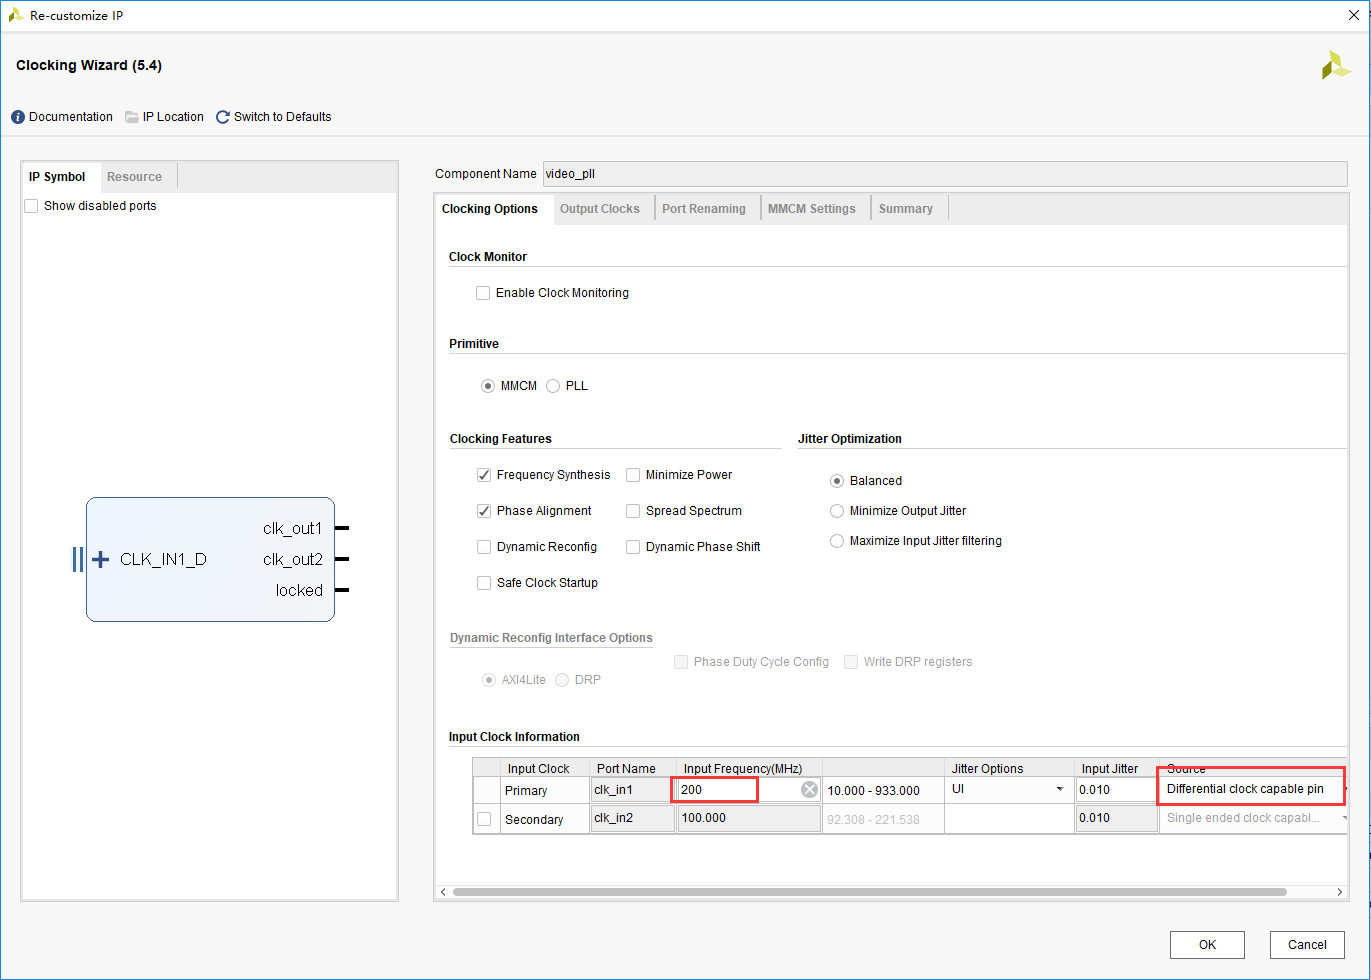 Re-customize IP
Clocking Wizard (5.4)
Documentation IP Location Switch to Defaults
IP Symbol Resource
Show disabled ports
CLK_IN1_D
clk_out1
clk_out2
locked
Component Name video_pll
Clocking Options Output Clocks Port Renaming MMCM Settings Summary
Clock Monitor
Enable Clock Monitoring
Primitive
MMCM PLL
Clocking Features
Frequency Synthesis Minimize Power
Phase Alignment Spread Spectrum
Dynamic Reconfig Dynamic Phase Shift
Safe Clock Startup
Jitter Optimization
Balanced
Minimize Output Jitter
Maximize Input Jitter filtering
Dynamic Reconfig Interface Options
AXI4Lite DRP
Phase Duty Cycle Config Write DRP registers
Input Clock Information
Input Clock Port Name Input Frequency(MHz) Jitter Options Input Jitter Source
Primary clk_in1 200 10.000 - 933.000 UI 0.010 Differential clock capable pin
Secondary clk_in2 100.000 92.308 - 221.538 0.010 Single ended clock capabl...
OK Cancel